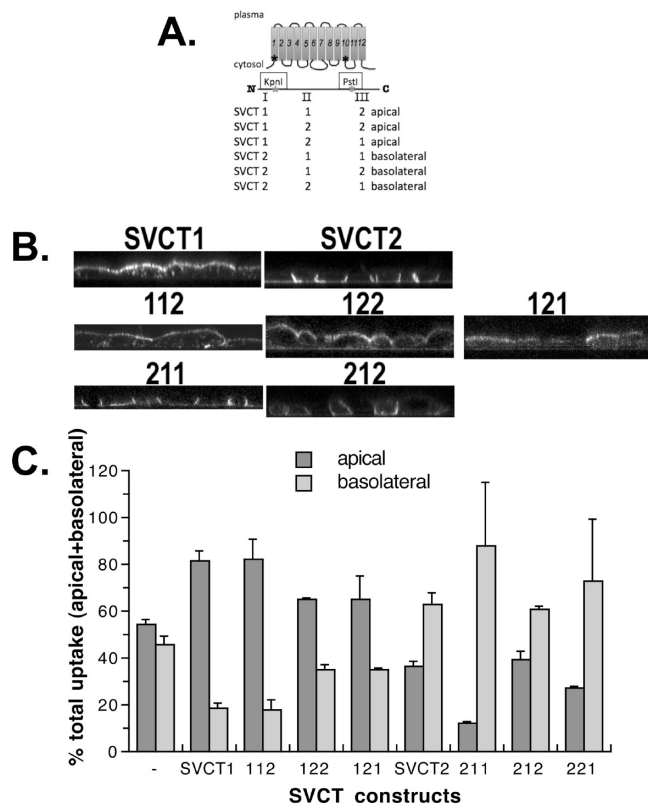 A.
plasma
1 2 3 4 5 6 7 8 9 10 11 12
* *
cytosol
KpnI PstI
N C
I II III
SVCT 1 1 2 apical
SVCT 1 2 2 apical
SVCT 1 2 1 apical
SVCT 2 1 1 basolateral
SVCT 2 1 2 basolateral
SVCT 2 2 1 basolateral
B.
SVCT1 SVCT2
112 122 121
211 212
C.
apical
basolateral
% total uptake (apical+basolateral)
120
100
80
60
40
20
0
- SVCT1 112 122 121 SVCT2 211 212 221
SVCT constructs